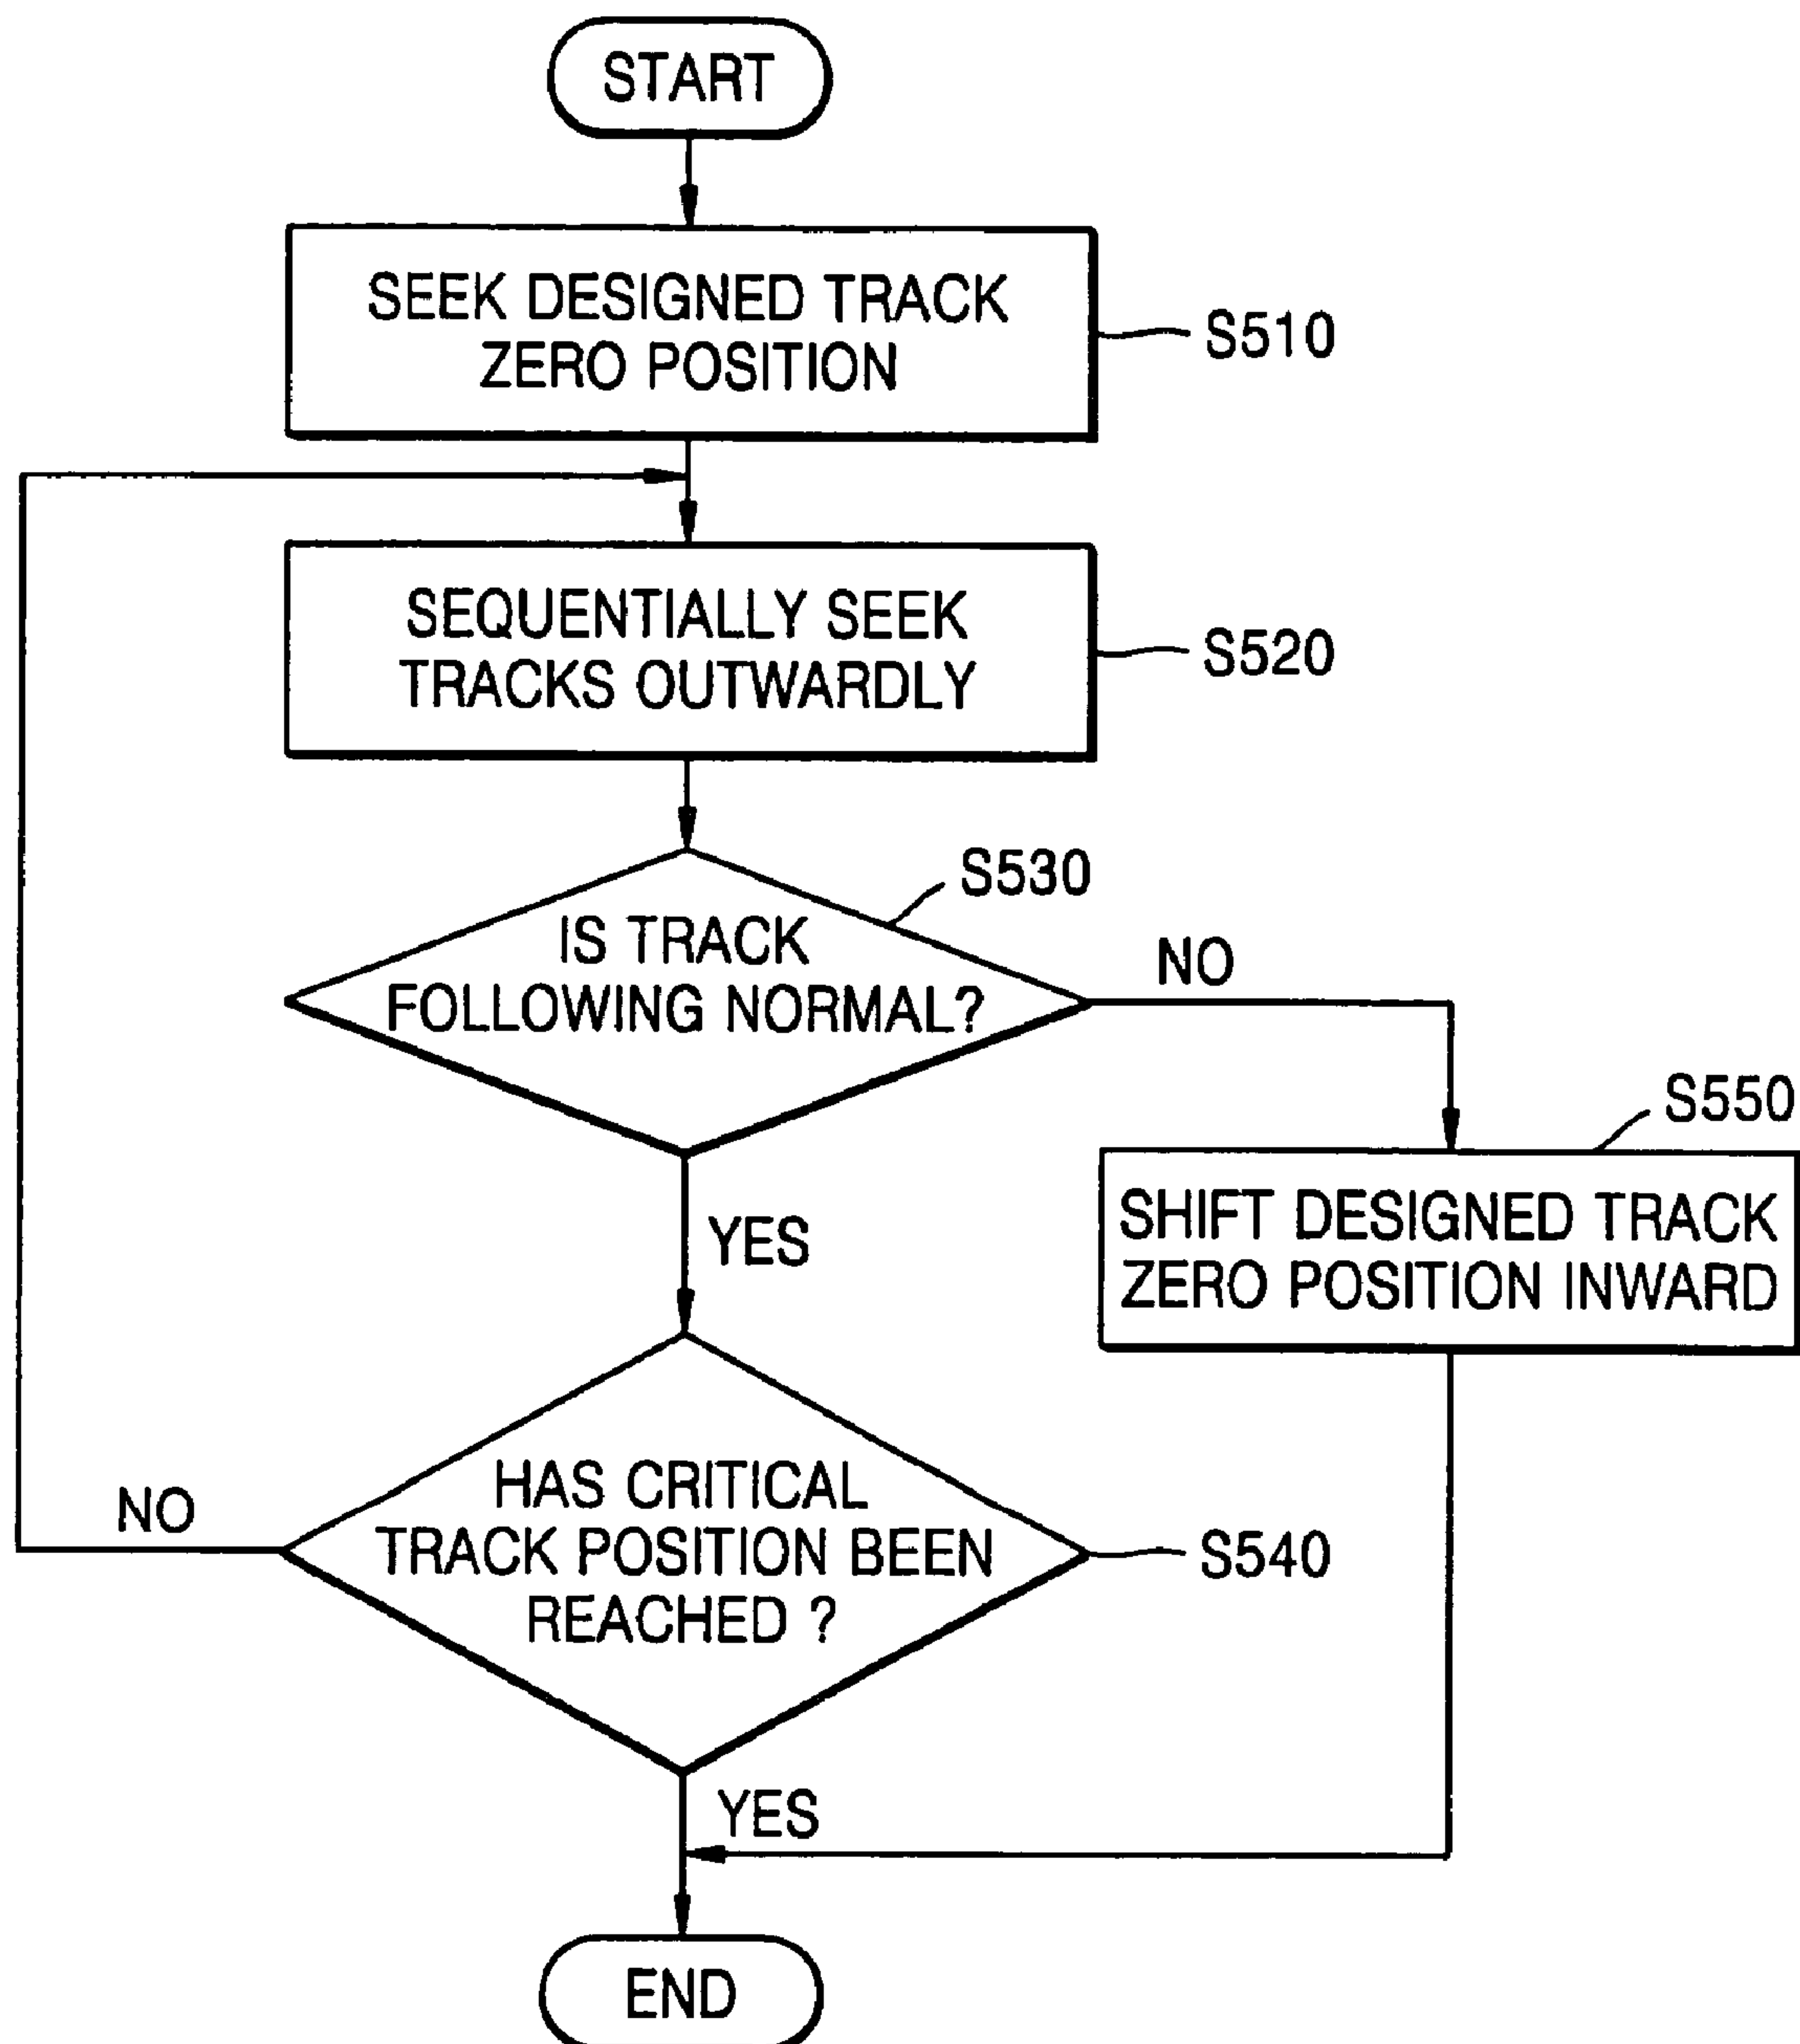 START
SEEK DESIGNED TRACK
ZERO POSITION
S510
SEQUENTIALLY SEEK
TRACKS OUTWARDLY
S520
S530
IS TRACK
FOLLOWING NORMAL?
NO
S550
SHIFT DESIGNED TRACK
ZERO POSITION INWARD
YES
HAS CRITICAL
TRACK POSITION BEEN
REACHED ?
NO
S540
YES
END